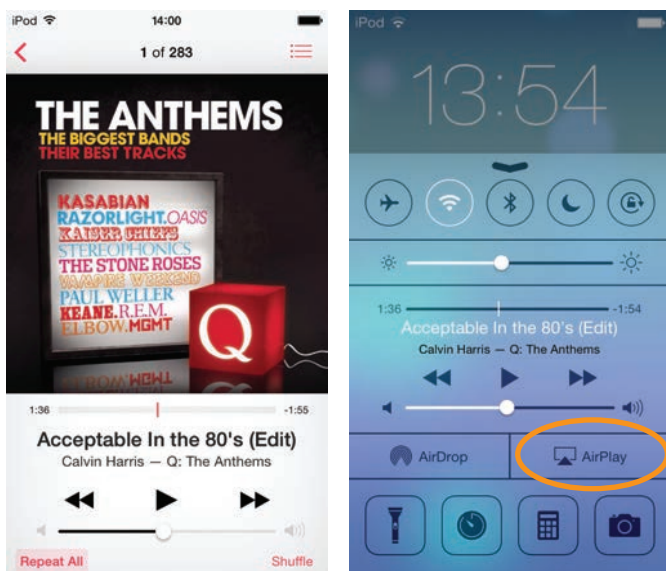 iPod
14:00
1 of 283
THE ANTHEMS
THE BIGGEST BANDS
THEIR BEST TRACKS
KASABIAN
RAZORLIGHT.OASIS
KAISER CHIEFS
STEREOPHONICS
THE STONE ROSES
VAMPIRE WEEKEND
PAUL WELLER
KEANE.R.E.M.
ELBOW.MGMT
Q
1:36 -1:55
Acceptable In the 80's (Edit)
Calvin Harris — Q: The Anthems
Repeat All Shuffle
iPod
13:54
1:36 -1:54
Acceptable In the 80's (Edit)
Calvin Harris — Q: The Anthems
AirDrop AirPlay